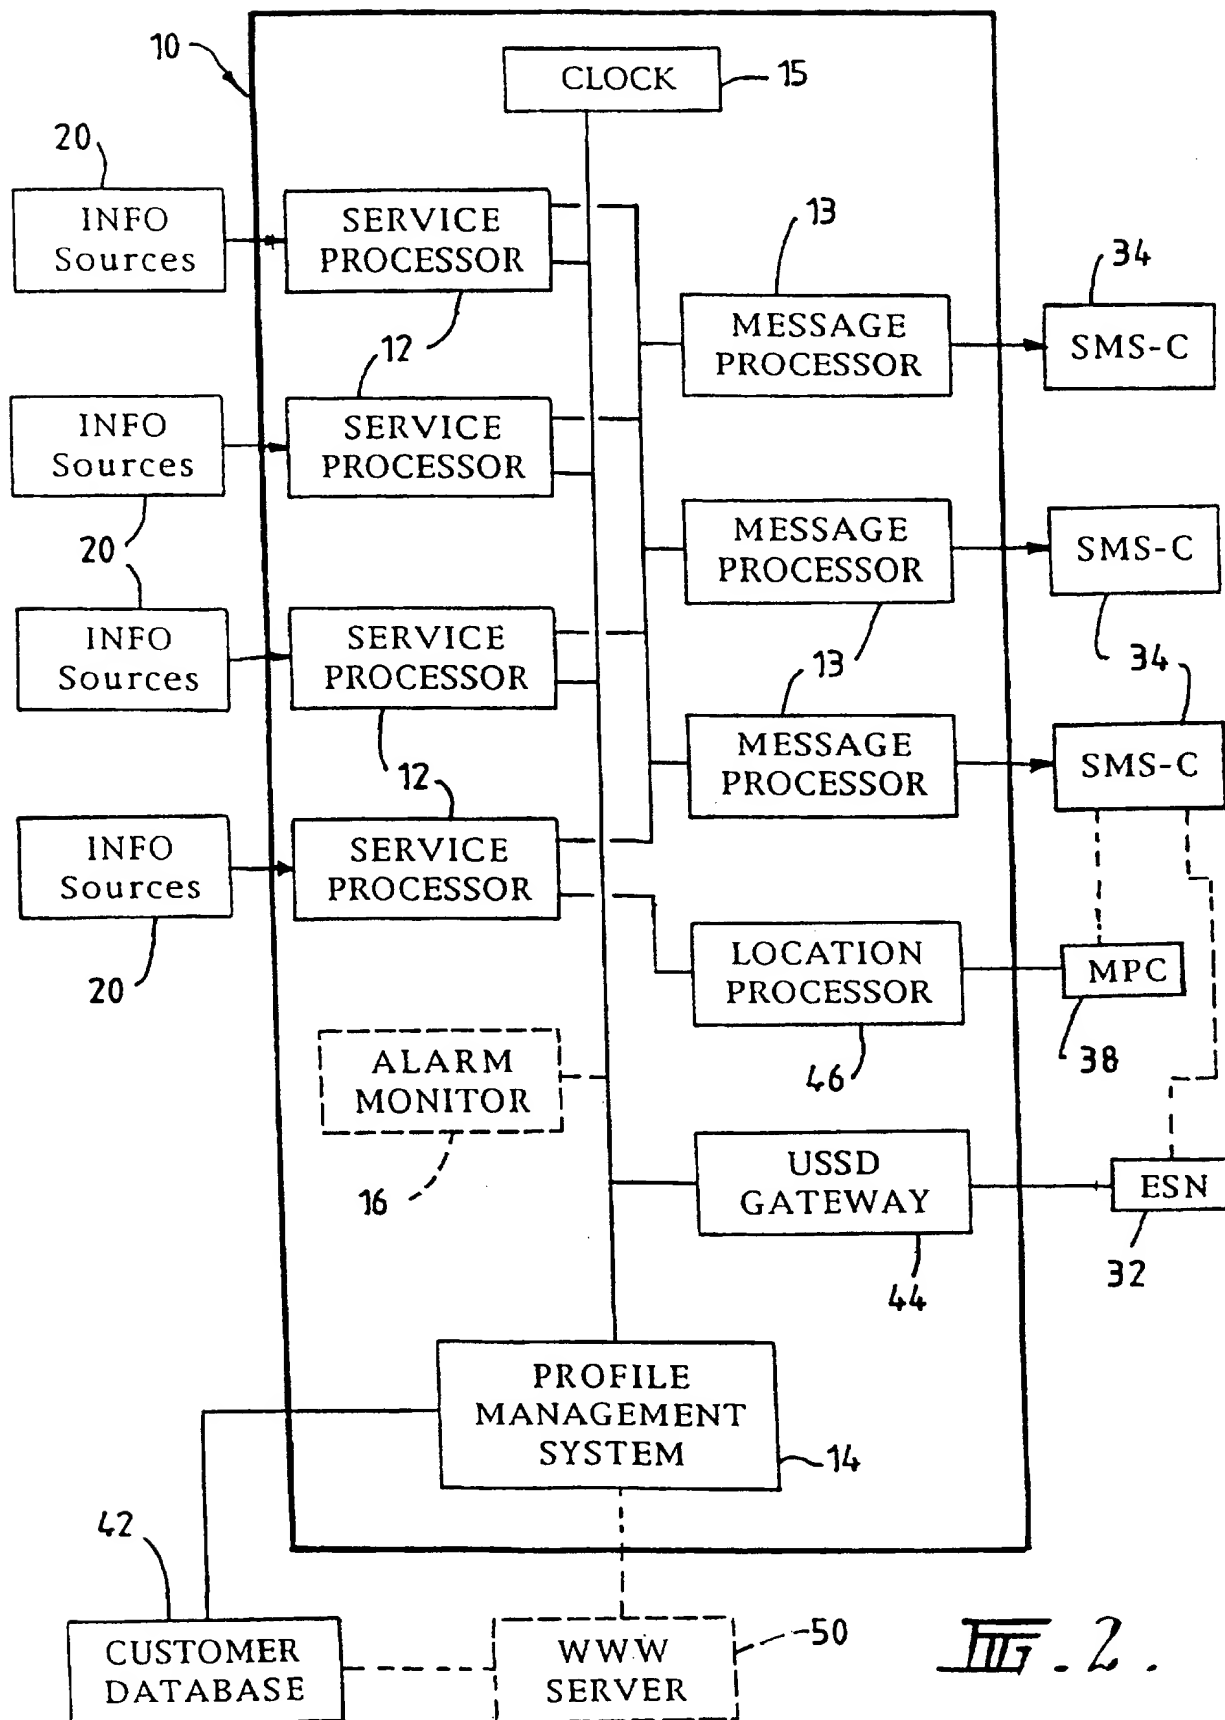 10
CLOCK
15
20
INFO
Sources
SERVICE
PROCESSOR
13
34
MESSAGE
PROCESSOR
SMS-C
12
INFO
Sources
SERVICE
PROCESSOR
20
MESSAGE
PROCESSOR
SMS-C
INFO
Sources
SERVICE
PROCESSOR
13
34
12
MESSAGE
PROCESSOR
SMS-C
INFO
Sources
SERVICE
PROCESSOR
20
LOCATION
PROCESSOR
MPC
46
38
ALARM
MONITOR
16
USSD
GATEWAY
ESN
44
32
PROFILE
MANAGEMENT
SYSTEM
14
42
CUSTOMER
DATABASE
WWW
SERVER
50
FIG. 2.